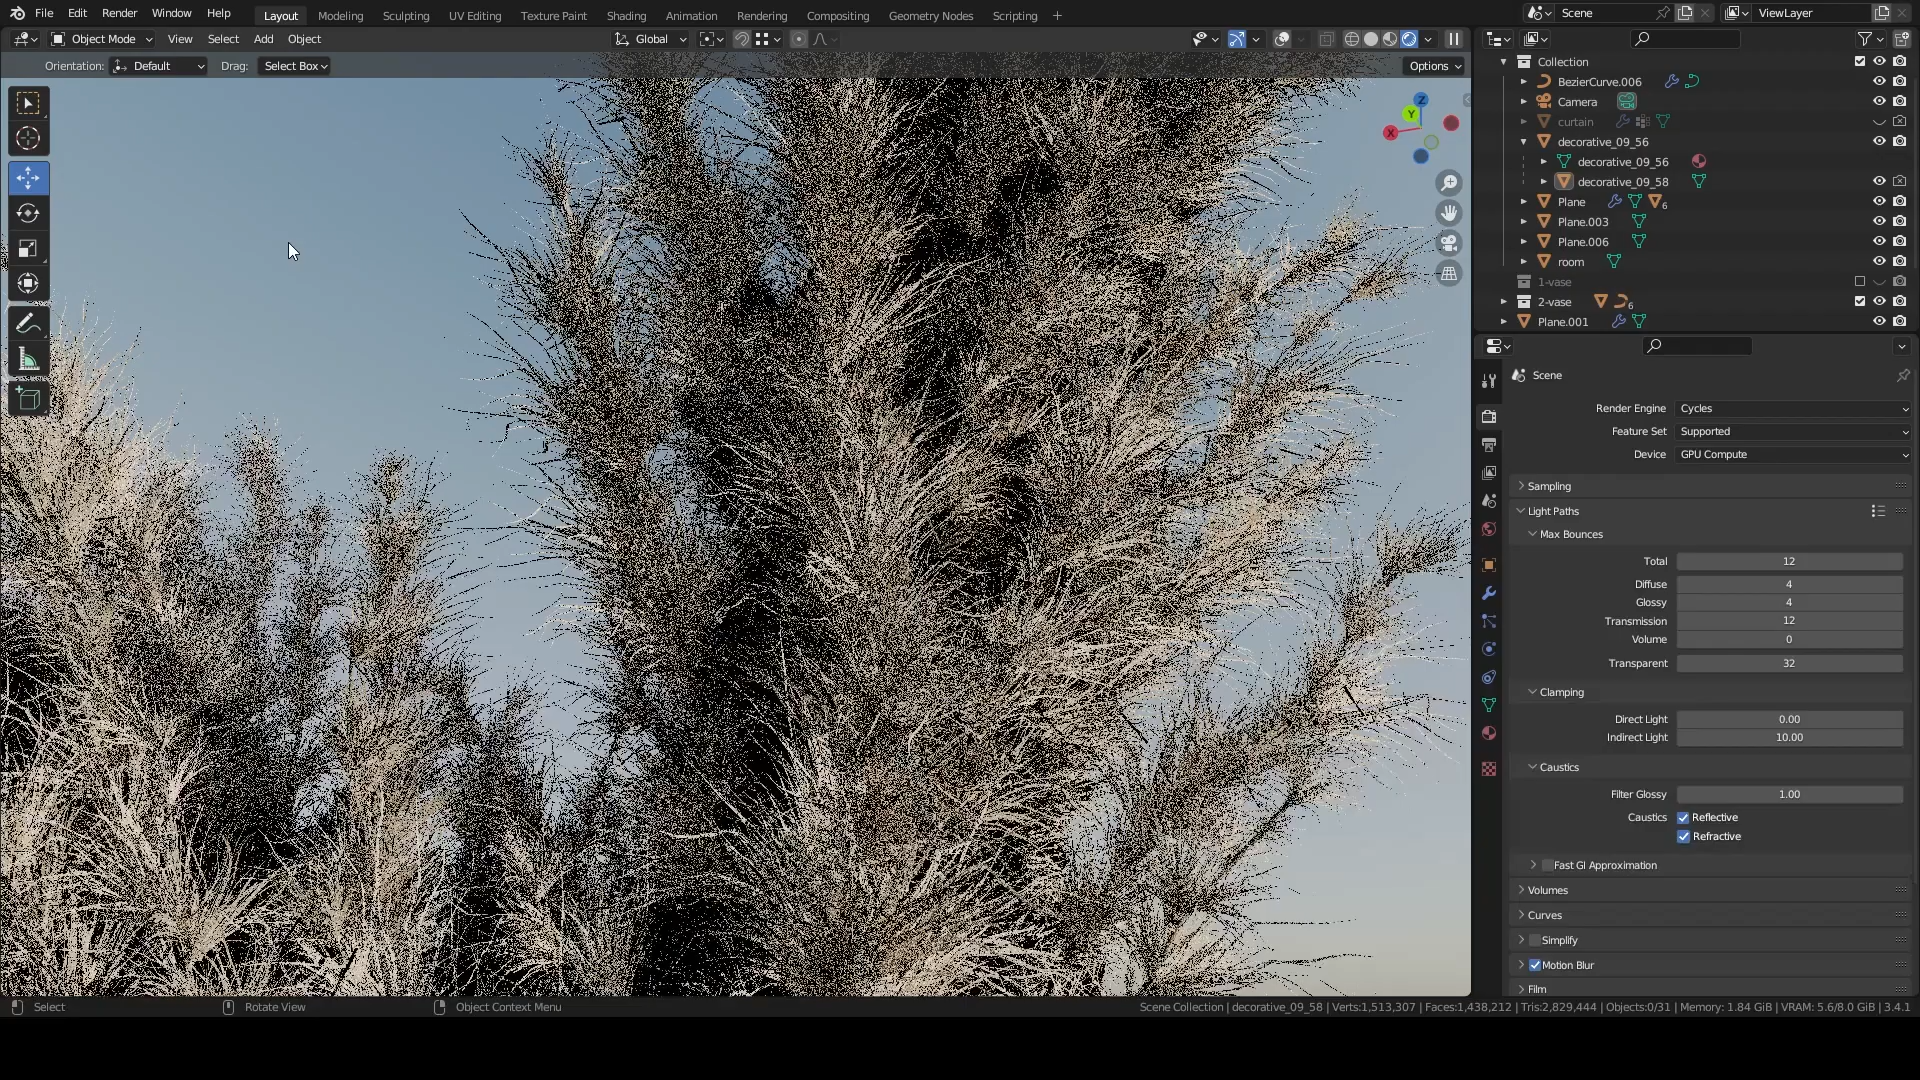 File Edit Render Window Help Layout Modeling Sculpting UV Editing Texture Paint Shading Animation Rendering Compositing Geometry Nodes Scripting + Scene ViewLayer
Object Mode View Select Add Object Global
Orientation: Default Drag: Select Box Options
Z
Y
X
Collection
BezierCurve.006
Camera
curtain
decorative_09_56
decorative_09_56
decorative_09_58
Plane 6
Plane.003
Plane.006
room
1-vase
2-vase 6
Plane.001
Scene
Render Engine Cycles
Feature Set Supported
Device GPU Compute
Sampling
Light Paths
Max Bounces
Total 12
Diffuse 4
Glossy 4
Transmission 12
Volume 0
Transparent 32
Clamping
Direct Light 0.00
Indirect Light 10.00
Caustics
Filter Glossy 1.00
Caustics Reflective
Refractive
Fast GI Approximation
Volumes
Curves
Simplify
Motion Blur
Film
Select Rotate View Object Context Menu Scene Collection | decorative_09_58 | Verts:1,513,307 | Faces:1,438,212 | Tris:2,829,444 | Objects:0/31 | Memory: 1.84 GiB | VRAM: 5.6/8.0 GiB | 3.4.1